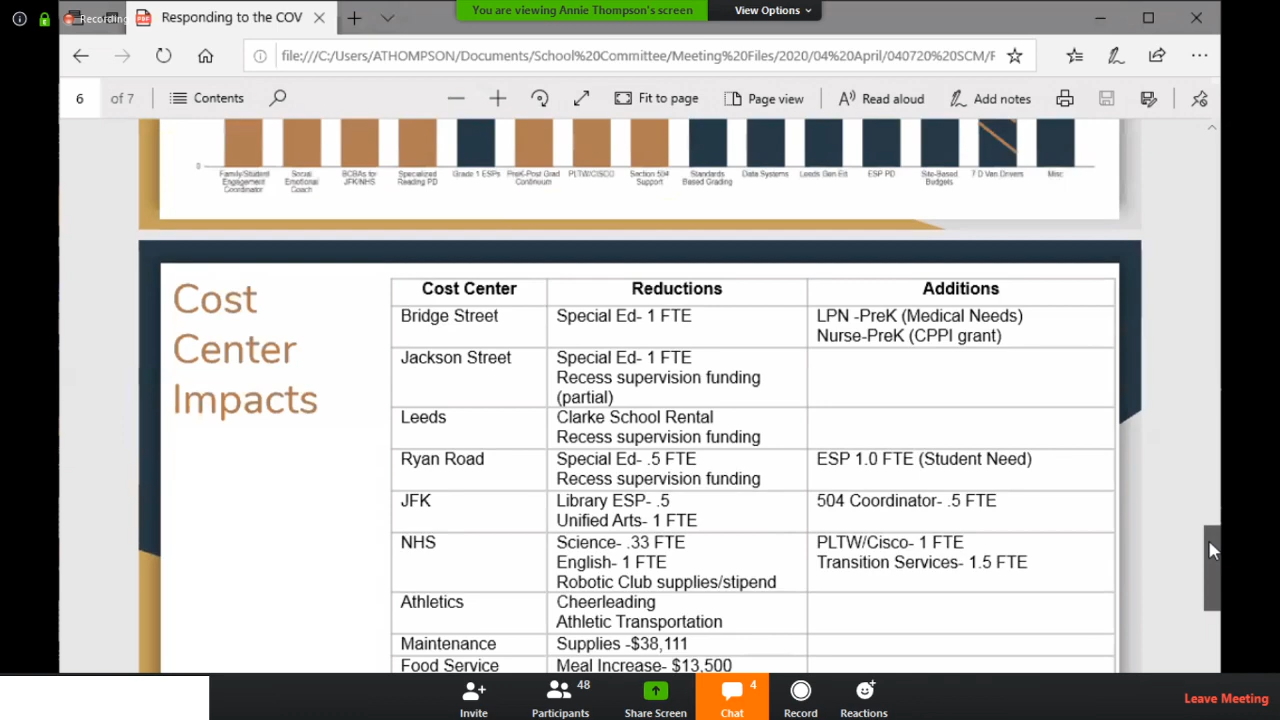 Recording
Responding to the COV
You are viewing Annie Thompson's screen
View Options
file:///C:/Users/ATHOMPSON/Documents/School%20Committee/Meeting%20Files/2020/04%20April/040720%20SCM/F
6 of 7
Contents
Fit to page
Page view
Read aloud
Add notes
0
Family/Student Engagement Coordinator
Social Emotional Coach
BCBAs for JFK/NHS
Specialized Reading PD
Grade 1 ESPs
PreK-Post Grad Continuum
PLTW/CISCO
Section 504 Support
Standards Based Grading
Data Systems
Leeds Gen Ed
ESP PD
Site-Based Budgets
7 D Van Drivers
Misc
Cost
Center
Impacts
Cost Center Reductions Additions
Bridge Street Special Ed- 1 FTE LPN -PreK (Medical Needs)
Nurse-PreK (CPPI grant)
Jackson Street Special Ed- 1 FTE
Recess supervision funding
(partial)
Leeds Clarke School Rental
Recess supervision funding
Ryan Road Special Ed- .5 FTE ESP 1.0 FTE (Student Need)
Recess supervision funding
JFK Library ESP- .5 504 Coordinator- .5 FTE
Unified Arts- 1 FTE
NHS Science- .33 FTE PLTW/Cisco- 1 FTE
English- 1 FTE Transition Services- 1.5 FTE
Robotic Club supplies/stipend
Athletics Cheerleading
Athletic Transportation
Maintenance Supplies -$38,111
Food Service Meal Increase- $13,500
Invite
Participants 48
Share Screen
Chat 4
Record
Reactions
Leave Meeting